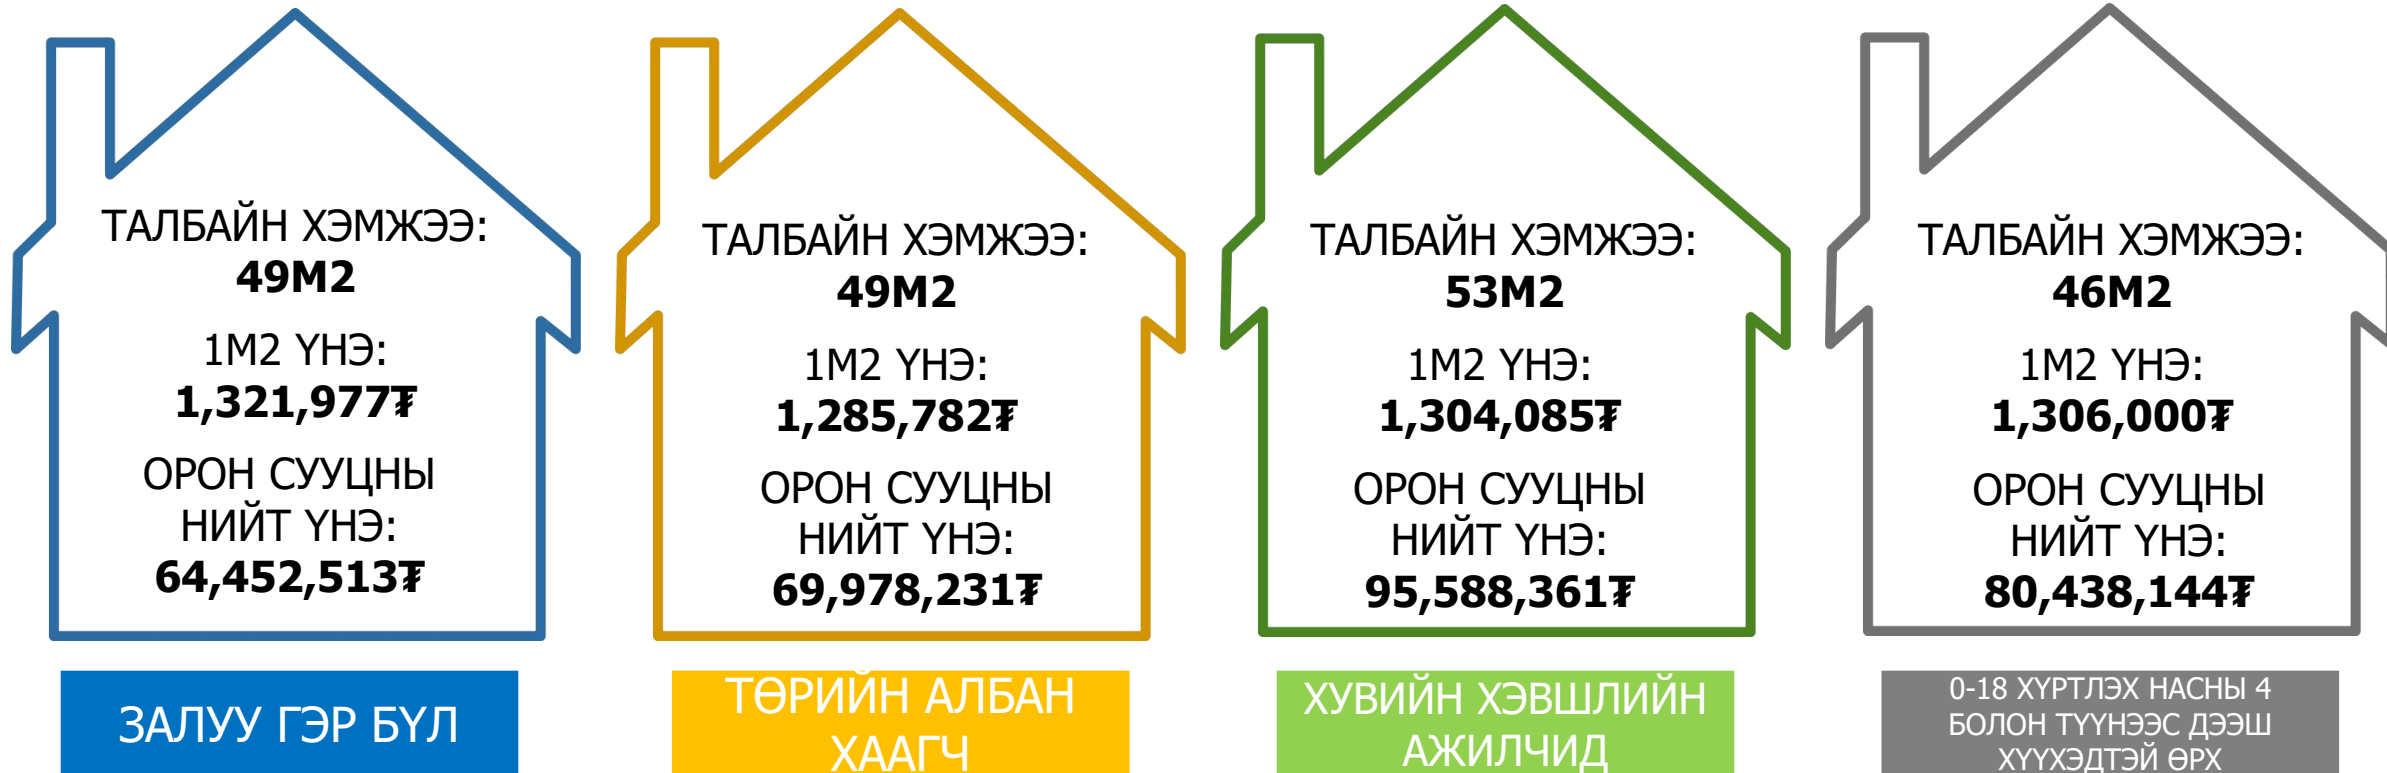 ТАЛБАЙН ХЭМЖЭЭ:
49М2
1М2 ҮНЭ:
1,321,977₮
ОРОН СУУЦНЫ
НИЙТ ҮНЭ:
64,452,513₮
ЗАЛУУ ГЭР БҮЛ
ТАЛБАЙН ХЭМЖЭЭ:
49М2
1М2 ҮНЭ:
1,285,782₮
ОРОН СУУЦНЫ
НИЙТ ҮНЭ:
69,978,231₮
ТӨРИЙН АЛБАН
ХААГЧ
ТАЛБАЙН ХЭМЖЭЭ:
53М2
1М2 ҮНЭ:
1,304,085₮
ОРОН СУУЦНЫ
НИЙТ ҮНЭ:
95,588,361₮
ХУВИЙН ХЭВШЛИЙН
АЖИЛЧИД
ТАЛБАЙН ХЭМЖЭЭ:
46М2
1М2 ҮНЭ:
1,306,000₮
ОРОН СУУЦНЫ
НИЙТ ҮНЭ:
80,438,144₮
0-18 ХҮРТЛЭХ НАСНЫ 4
БОЛОН ТҮҮНЭЭС ДЭЭШ
ХҮҮХЭДТЭЙ ӨРХ